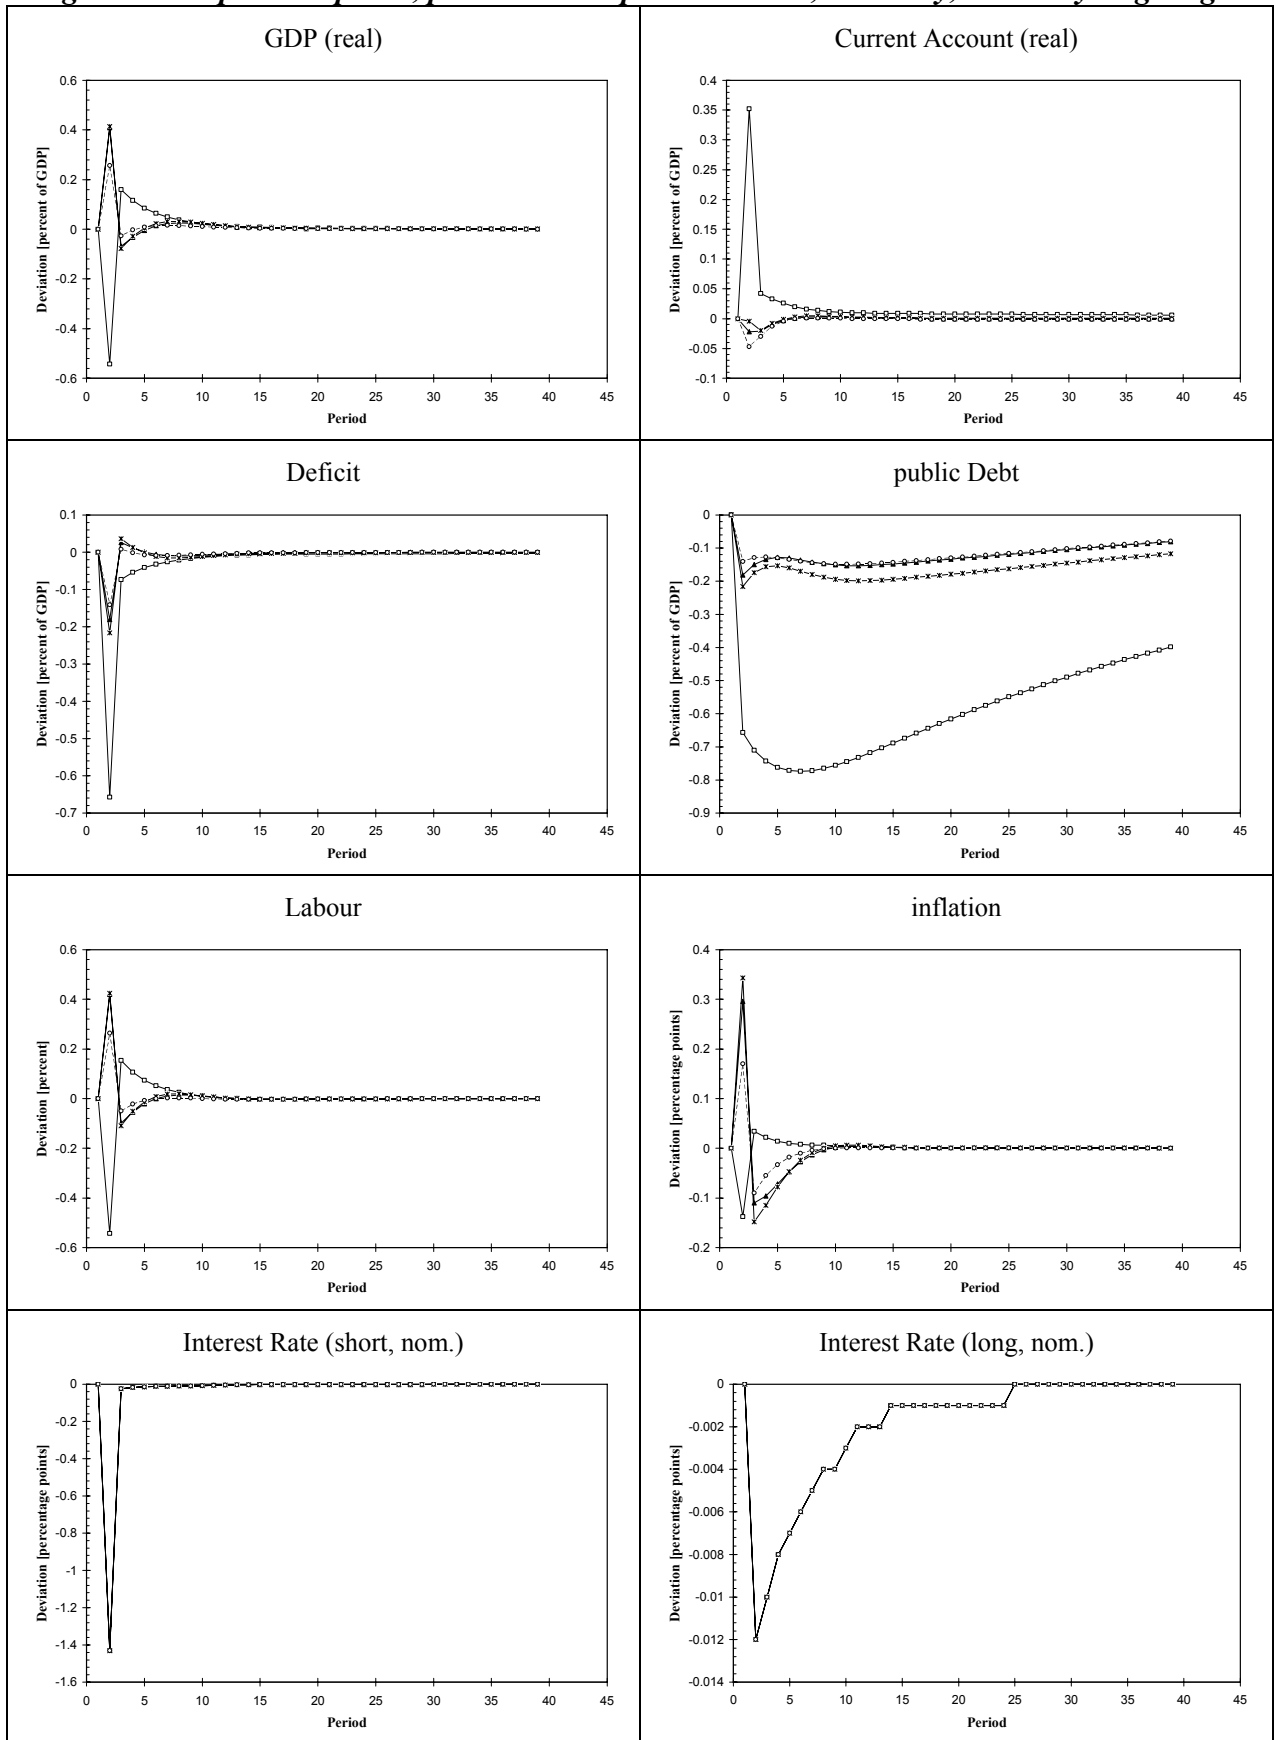 GDP (real)
0.6
0.4
0.2
0
-0.2
-0.4
-0.6
Deviation [percent of GDP]
0 5 10 15 20 25 30 35 40 45
Period
Current Account (real)
0.4
0.35
0.3
0.25
0.2
0.15
0.1
0.05
0
-0.05
-0.1
Deviation [percent of GDP]
0 5 10 15 20 25 30 35 40 45
Period
Deficit
0.1
0
-0.1
-0.2
-0.3
-0.4
-0.5
-0.6
-0.7
Deviation [percent of GDP]
0 5 10 15 20 25 30 35 40 45
Period
public Debt
0
-0.1
-0.2
-0.3
-0.4
-0.5
-0.6
-0.7
-0.8
-0.9
Deviation [percent of GDP]
0 5 10 15 20 25 30 35 40 45
Period
Labour
0.6
0.4
0.2
0
-0.2
-0.4
-0.6
Deviation [percent]
0 5 10 15 20 25 30 35 40 45
Period
inflation
0.4
0.3
0.2
0.1
0
-0.1
-0.2
Deviation [percentage points]
0 5 10 15 20 25 30 35 40 45
Period
Interest Rate (short, nom.)
0
-0.2
-0.4
-0.6
-0.8
-1
-1.2
-1.4
-1.6
Deviation [percentage points]
0 5 10 15 20 25 30 35 40 45
Period
Interest Rate (long, nom.)
0
-0.002
-0.004
-0.006
-0.008
-0.01
-0.012
-0.014
Deviation [percentage points]
0 5 10 15 20 25 30 35 40 45
Period